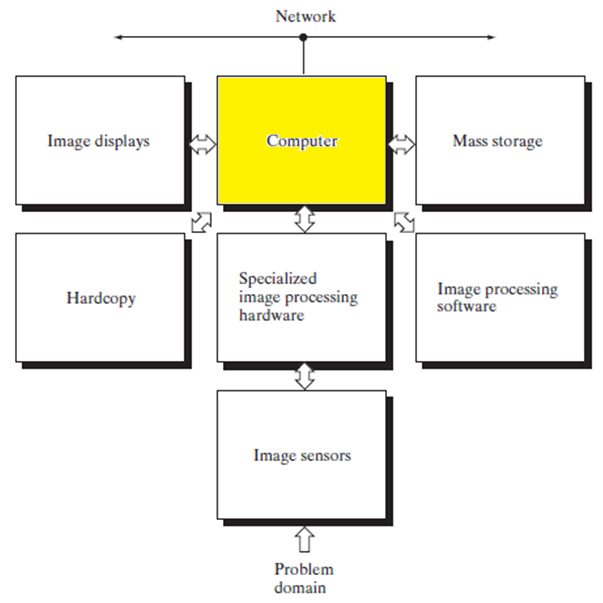 Network
Image displays
Computer
Mass storage
Hardcopy
Specialized
image processing
hardware
Image processing
software
Image sensors
Problem
domain